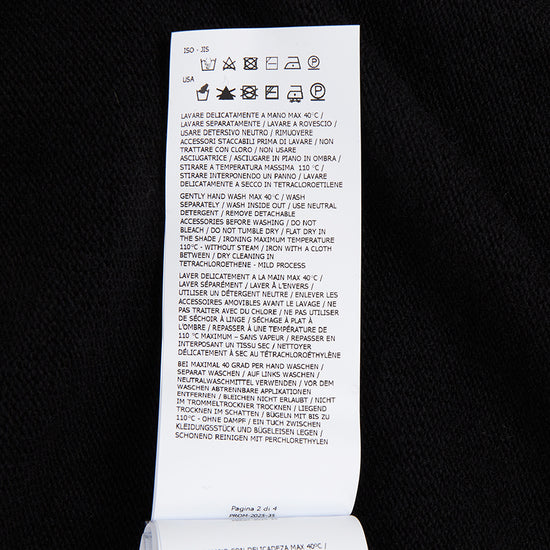 ISO - JIS
USA
LAVARE DELICATAMENTE A MANO MAX 40°C /
LAVARE SEPARATAMENTE / LAVARE A ROVESCIO /
USARE DETERSIVO NEUTRO / RIMUOVERE
ACCESSORI STACCABILI PRIMA DI LAVARE / NON
TRATTARE CON CLORO / NON USARE
ASCIUGATRICE / ASCIUGARE IN PIANO IN OMBRA /
STIRARE A TEMPERATURA MASSIMA 110°C /
STIRARE INTERPONENDO UN PANNO / LAVARE
DELICATAMENTE A SECCO IN TETRACLOROETILENE
GENTLY HAND WASH MAX 40°C / WASH
SEPARATELY / WASH INSIDE OUT / USE NEUTRAL
DETERGENT / REMOVE DETACHABLE
ACCESSORIES BEFORE WASHING / DO NOT
BLEACH / DO NOT TUMBLE DRY / FLAT DRY IN
THE SHADE / IRONING MAXIMUM TEMPERATURE
110°C - WITHOUT STEAM / IRON WITH A CLOTH
BETWEEN / DRY CLEANING IN
TETRACHLOROETHENE - MILD PROCESS
LAVER DELICATEMENT A LA MAIN MAX 40°C /
LAVER SÉPARÉMENT / LAVER À L'ENVERS /
UTILISER UN DÉTERGENT NEUTRE / ENLEVER LES
ACCESSOIRES AMOVIBLES AVANT LE LAVAGE / NE
PAS TRAITER AVEC DU CHLORE / NE PAS UTILISER
DE SÉCHOIR À LINGE / SÉCHAGE À PLAT À
L'OMBRE / REPASSER À UNE TEMPÉRATURE DE
110 °C MAXIMUM – SANS VAPEUR / REPASSER EN
INTERPOSANT UN TISSU SEC / NETTOYER
DÉLICATEMENT À SEC AU TÉTRACHLOROÉTHYLÈNE
BEI MAXIMAL 40 GRAD PER HAND WASCHEN /
SEPARAT WASCHEN / AUF LINKS WASCHEN /
NEUTRALWASCHMITTEL VERWENDEN / VOR DEM
WASCHEN ABTRENNBARE APPLIKATIONEN
ENTFERNEN / BLEICHEN NICHT ERLAUBT / NICHT
IM TROMMELTROCKNER TROCKNEN / LIEGEND
TROCKNEN IM SCHATTEN / BÜGELN MIT BIS ZU
110°C - OHNE DAMPF / EIN TUCH ZWISCHEN
KLEIDUNGSSTÜCK UND BÜGELEISEN LEGEN /
SCHONEND REINIGEN MIT PERCHLORETHYLEN
Pagina 2 di 4
PROM-2025-35
DELICADEZA MAX 40°C /